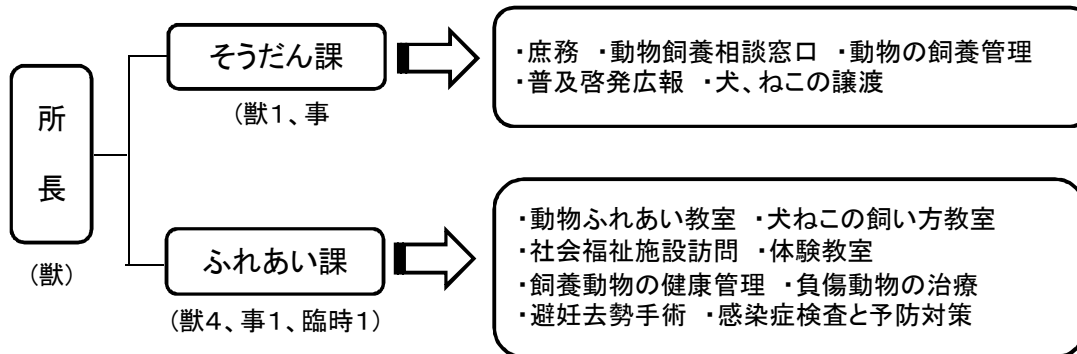 所長
(獣)
そうだん課
(獣1、事
・庶務 ・動物飼養相談窓口 ・動物の飼養管理
・普及啓発広報 ・犬、ねこの譲渡
ふれあい課
(獣4、事1、臨時1)
・動物ふれあい教室 ・犬ねこの飼い方教室
・社会福祉施設訪問 ・体験教室
・飼養動物の健康管理 ・負傷動物の治療
・避妊去勢手術 ・感染症検査と予防対策